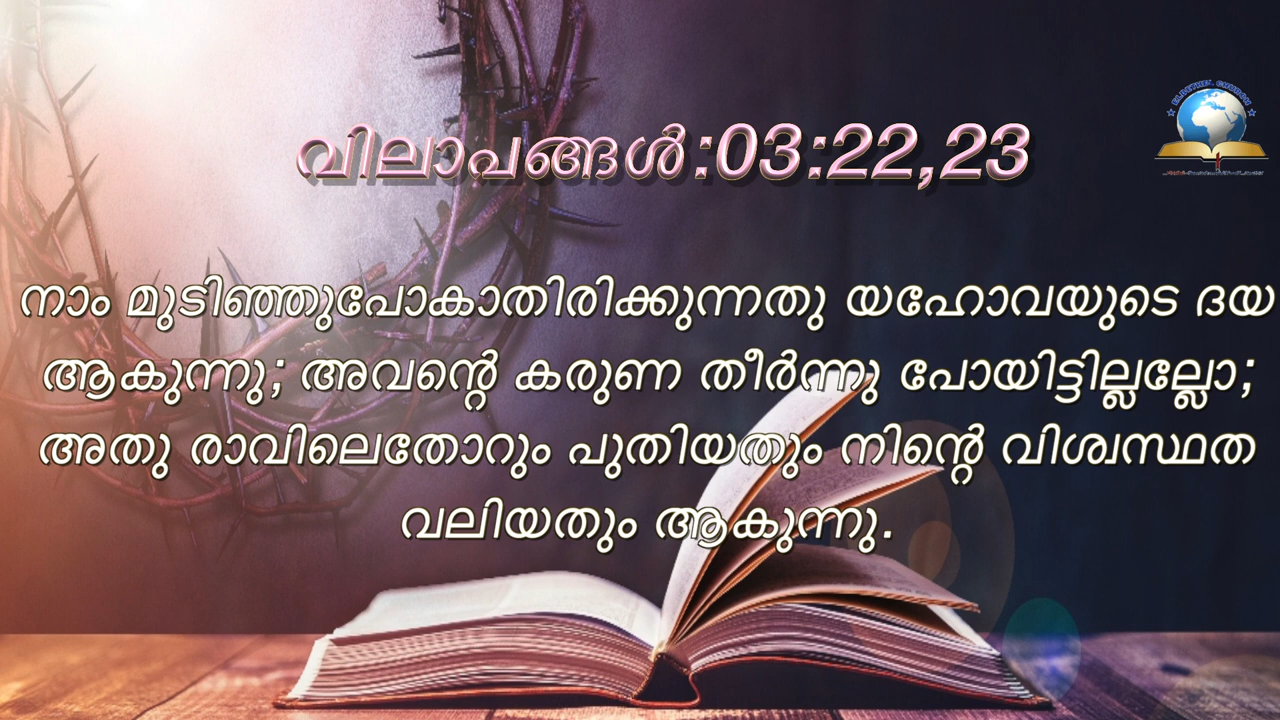 വിലാപങ്ങൾ:03:22,23
നാം മുടിഞ്ഞുപോകാതിരിക്കുന്നതു യഹോവയുടെ ദയ
ആകുന്നു; അവന്റെ കരുണ തീർന്നു പോയിട്ടില്ലല്ലോ;
അതു രാവിലെതോറും പുതിയതും നിന്റെ വിശ്വസ്ഥത
വലിയതും ആകുന്നു.